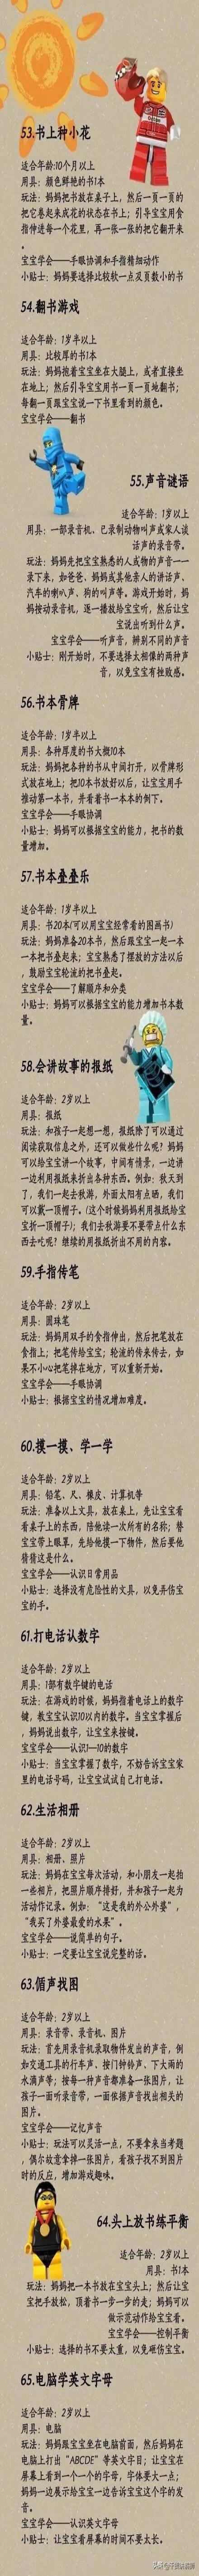 53.书上种小花
适合年龄:10个月以上
用具：颜色鲜艳的书1本
玩法：妈妈把书放在桌子上，然后一页一页的
把它卷起来成花的状态在书上；引导宝宝用食
指伸进每一个花里，再一张一张的把它翻开来
。
宝宝学会——手眼协调和手指精细动作
小贴士：妈妈要选择比较软一点及页数小的书
54.翻书游戏
适合年龄：1岁半以上
用具：比较厚的书1本
玩法：妈妈抱着宝宝坐在大腿上，或者直接坐
在地上；然后引导宝宝用书一页一页地翻书；
每翻一页跟宝宝说一下书里看到的颜色。
宝宝学会——翻书
55.声音谜语
适合年龄：1岁以上
用具：一部录音机、已录制动物叫声或家人谈
话声的录音带。
玩法：妈妈先把宝宝熟悉的人或物的声音一一
录下来，如爸爸、妈妈或其他亲人的讲话声、
汽车的喇叭声、狗的叫声等。游戏开始时，妈
妈按动录音机，逐一播放给宝宝听，然后让宝
宝说出听到什么声。
宝宝学会——听声音，辨别不同的声音
小贴士：刚开始时，不要选择太相像的两种声
音，以免宝宝有挫败感。
56.书本骨牌
适合年龄：1岁半以上
用具：各种厚度的书大概10本
玩法：妈妈把各种的书从中间打开，以骨牌形
式放在地上；把10本书放好以后，让宝宝用手
推动第一本书，并看着书一本本的倒下。
宝宝学会——手眼协调
小贴士：妈妈可以根据宝宝的能力，把书的数
量增加。
57.书本叠叠乐
适合年龄：1岁半以上
用具：书20本(可以用宝宝经常看的图画书)
玩法：妈妈准备20本书，然后跟宝宝一起一本
一本把书叠起来；宝宝熟悉了摆放的方法以后
，鼓励宝宝轮流的把书叠起。
宝宝学会——了解顺序和分类
小贴士：妈妈可以根据宝宝的能力增加书本数
量。
58.会讲故事的报纸
适合年龄：2岁以上
用具：报纸
玩法：和孩子一起想一想，报纸除了可以通过
阅读获取信息之外，还可以做些什么呢？妈妈
可以给宝宝讲一个故事，中间有情景，一边讲
一边利用报纸来折出各种东西。例如：秋天到
了，我们一起去秋游，外面太阳有点晒，我们
可以戴一顶帽子。(这个时候妈妈利用报纸给宝
宝折一顶帽子)；我们去秋游要不要带点什么东
西去吃呢？继续的用报纸折出不用的内容。
59.手指传笔
适合年龄：2岁以上
用具：圆珠笔
玩法：妈妈用双手的食指伸出，然后把笔放在
食指上；把笔传给宝宝；轮流的传来传去，如
果不小心把笔摔在地方，可以重新开始。
宝宝学会——手眼协调
小贴士：根据宝宝的情况增加难度。
60.摸一摸、学一学
适合年龄：2岁以上
用具：铅笔、尺、橡皮、计算机等
玩法：准备以上文具，放在桌上，先让宝宝看
看桌子上的东西，陪他读一次所有的名称；替
宝宝带上眼罩，先给他摸一下物件，然后要他
猜猜这是什么。
宝宝学会——认识日常用品
小贴士：选择没有危险性的文具，以免弄伤宝
宝的手。
61.打电话认数字
适合年龄：2岁以上
用具：1部有数字键的电话
玩法：在游戏的时候，妈妈指着电话上的数字
键，教宝宝认识10以内的数字。当宝宝掌握后
，妈妈说出数字，让宝宝来按键。
宝宝学会——认识1—10的数字
小贴士：当宝宝掌握了数字，不妨告诉宝宝家
里的电话号码，让宝宝试试自己打电话。
62.生活相册
适合年龄：2岁以上
用具：相册、照片
玩法：妈妈在宝宝每次活动，和小朋友一起拍
一些相片，把照片顺序排好，并和孩子一起为
活动作记录。例如：“这是我的外公外婆”，
“我买了外婆最爱的水果”。
宝宝学会——说简单的句子。
小贴士：一定要让宝宝说完整的话。
63.循声找图
适合年龄：2岁以上
用具：录音带、录音机、图片
玩法：首先用录音机录取物件发出的声音，例
如交通工具的行车声、按门铃声、下大雨的
水滴声等；按每一种声音都准备一张图片，让
孩子一面听录音带，一面依据声音找出相关的
图片。
宝宝学会——记忆声音
小贴士：玩法可以灵活一点，不要拿来当考题
，偶尔故意拿掉一张图片，看孩子找不到图片
时的反应，增加游戏趣味。
64.头上放书练平衡
适合年龄：2岁以上
用具：书1本
玩法：妈妈把一本书放在宝宝头上；然后让宝
宝把手放松，顶着书一步一步的走；妈妈可以
做示范动作给宝宝看。
宝宝学会——控制平衡
小贴士：选择的书不要太重，以免砸伤宝宝。
65.电脑学英文字母
适合年龄：2岁以上
用具：电脑
玩法：妈妈跟宝宝坐在电脑前面，然后妈妈在
电脑上打出“ABCDE”等英文字目；让宝宝在
屏幕上看到一个一个的字母，字体要大一点；
妈妈一边展示给宝宝一边告诉宝宝这个字的发
音。
宝宝学会——认识英文字母
小贴士：让宝宝看屏幕的时间不要太长。